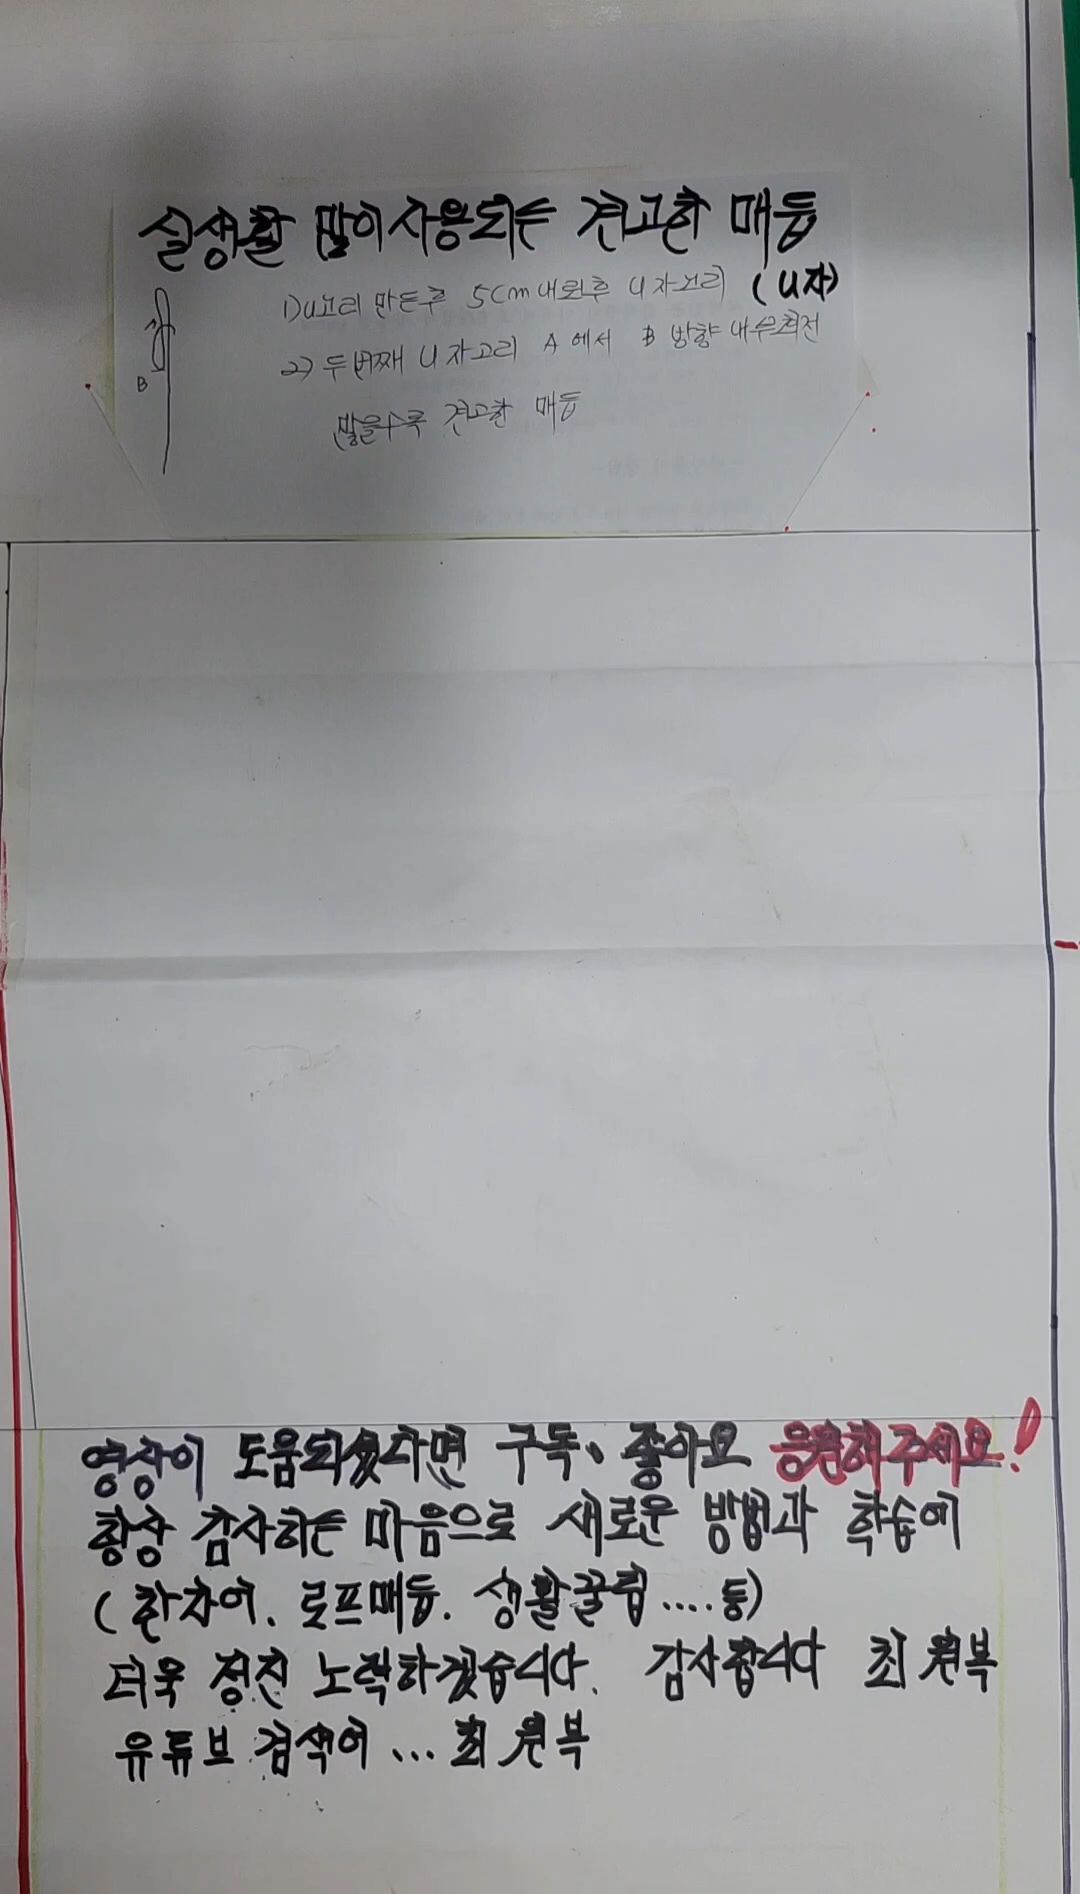 실생활 많이 사용되는 견고한 매듭
(U자)
1) U고리 만든후 5cm 내외후 U자고리
2) 두번째 U자고리 A에서 B 방향 내수회전
많을수록 견고한 매듭
B
영상이 도움되셨다면 구독、좋아요 응원해주세요!
항상 감사하는 마음으로 새로운 방법과 학습에
(한자어. 로프매듭. 생활꿀팁....등)
더욱 정진 노력하겠습니다. 감사합니다 최원복
유튜브 검색어 ... 최원복